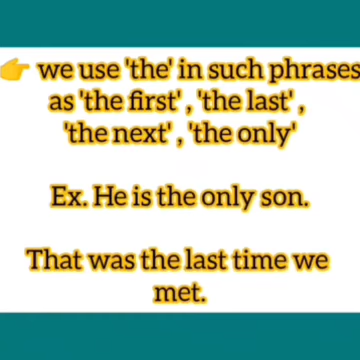 👉 we use 'the' in such phrases
as 'the first' , 'the last' ,
'the next' , 'the only'
Ex. He is the only son.
That was the last time we
met.